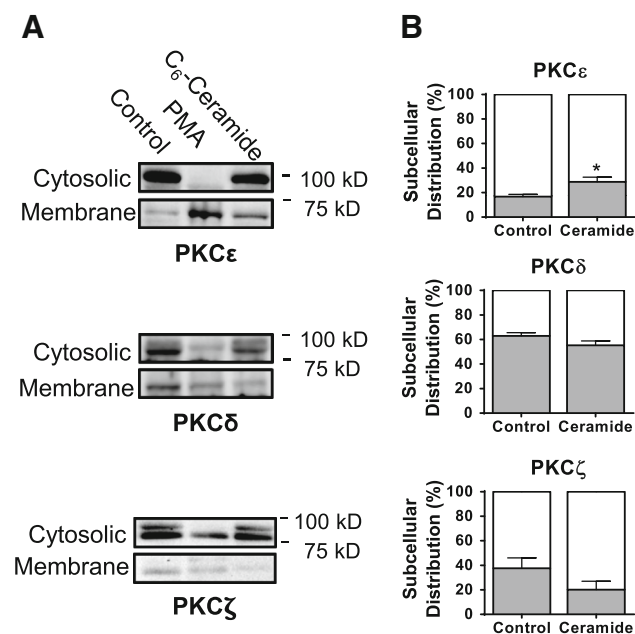 A
Control
PMA
C6-Ceramide
Cytosolic
100 kD
Membrane
75 kD
PKCε
Cytosolic
100 kD
75 kD
Membrane
PKCδ
Cytosolic
100 kD
75 kD
Membrane
PKCζ
B
PKCε
Subcellular
Distribution (%)
100
80
60
40
20
0
*
Control Ceramide
PKCδ
Subcellular
Distribution (%)
100
80
60
40
20
0
Control Ceramide
PKCζ
Subcellular
Distribution (%)
100
80
60
40
20
0
Control Ceramide